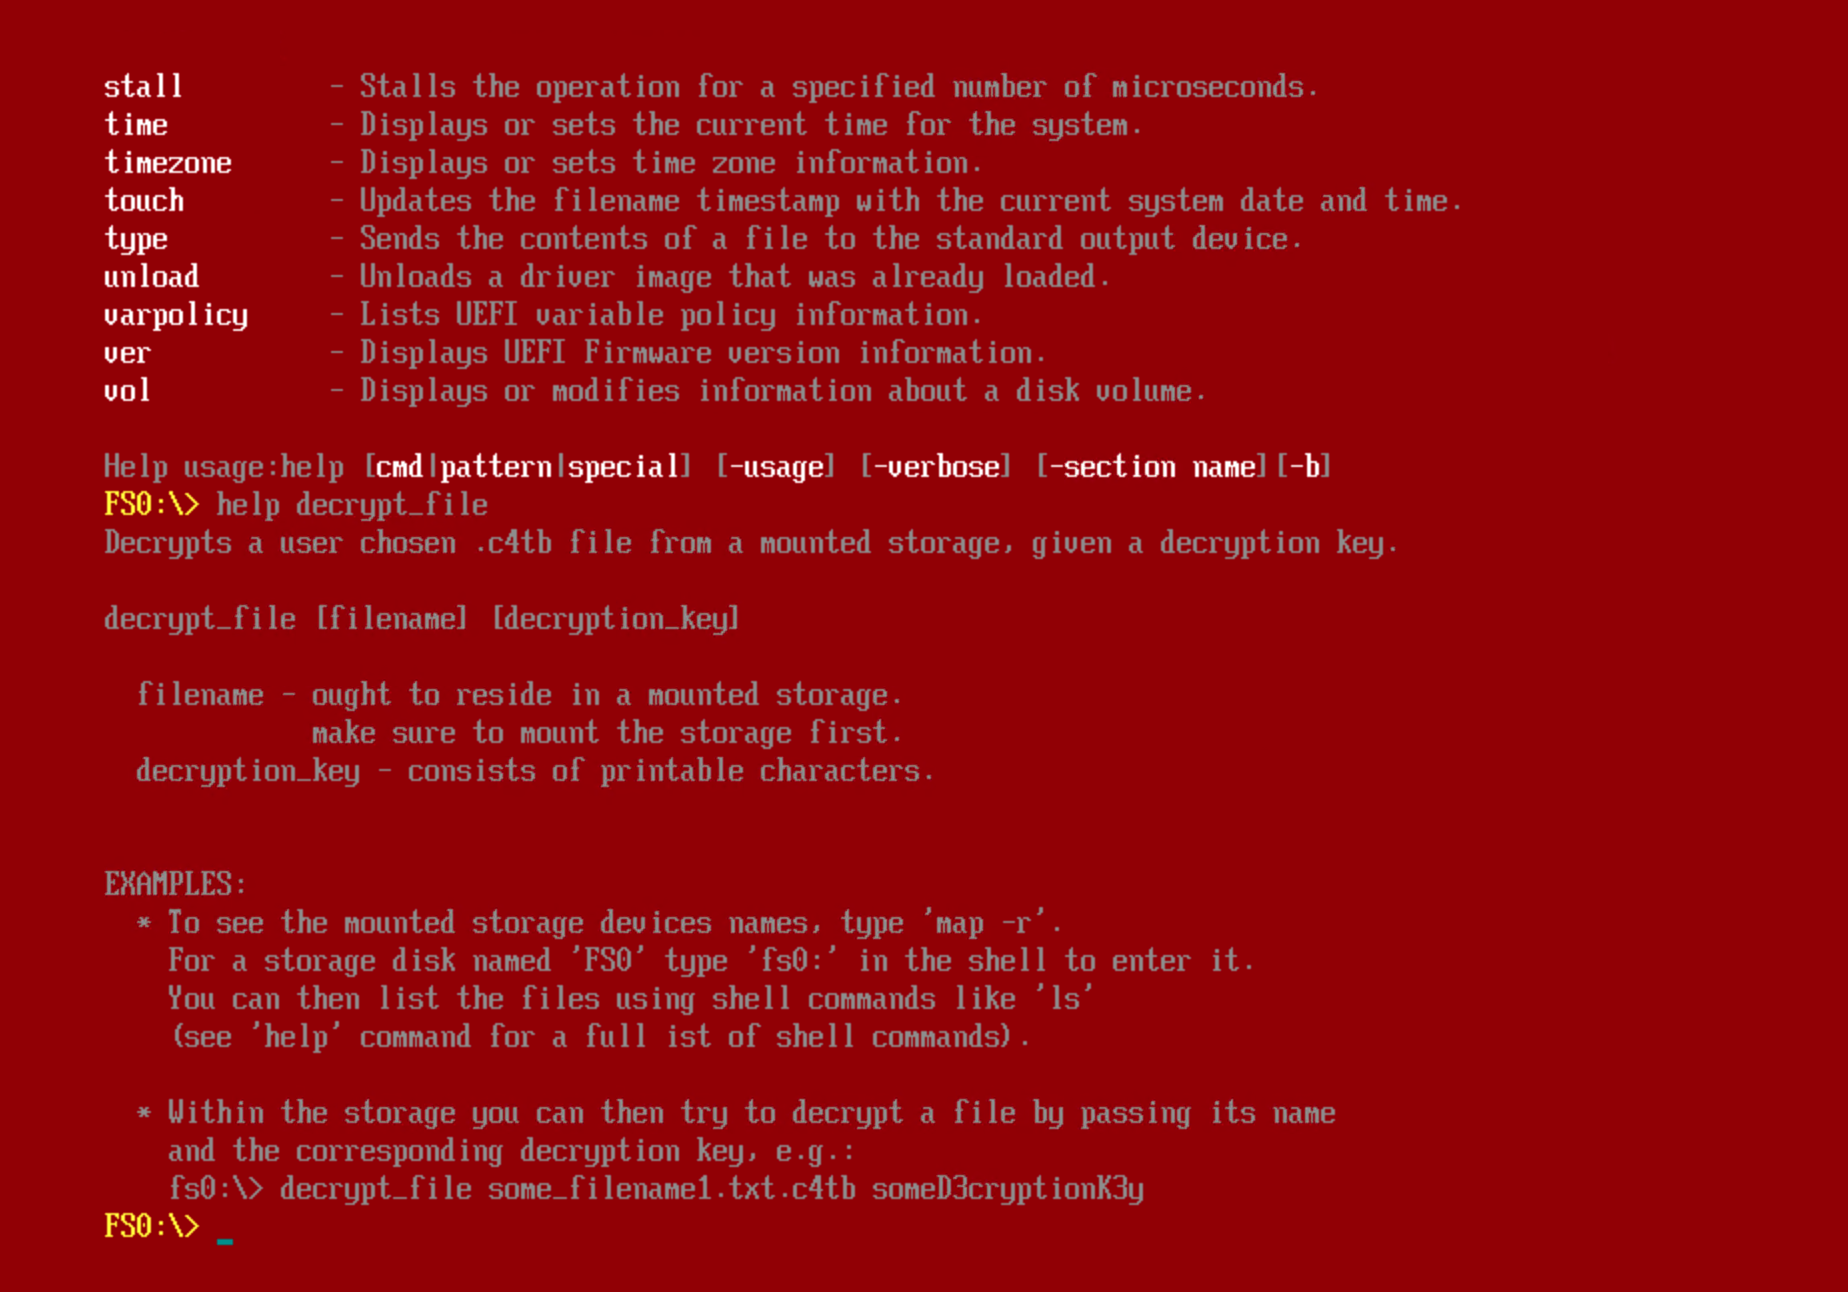 stall - Stalls the operation for a specified number of microseconds.
time - Displays or sets the current time for the system.
timezone - Displays or sets time zone information.
touch - Updates the filename timestamp with the current system date and time.
type - Sends the contents of a file to the standard output device.
unload - Unloads a driver image that was already loaded.
varpolicy - Lists UEFI variable policy information.
ver - Displays UEFI Firmware version information.
vol - Displays or modifies information about a disk volume.
Help usage:help [cmd|pattern|special] [-usage] [-verbose] [-section name][-b]
FS0:\> help decrypt_file
Decrypts a user chosen .c4tb file from a mounted storage, given a decryption key.
decrypt_file [filename] [decryption_key]
filename - ought to reside in a mounted storage.
make sure to mount the storage first.
decryption_key - consists of printable characters.
EXAMPLES:
* To see the mounted storage devices names, type 'map -r'.
For a storage disk named 'FS0' type 'fs0:' in the shell to enter it.
You can then list the files using shell commands like 'ls'
(see 'help' command for a full ist of shell commands).
* Within the storage you can then try to decrypt a file by passing its name
and the corresponding decryption key, e.g.:
fs0:\> decrypt_file some_filename1.txt.c4tb someD3cryptionK3y
FS0:\> _